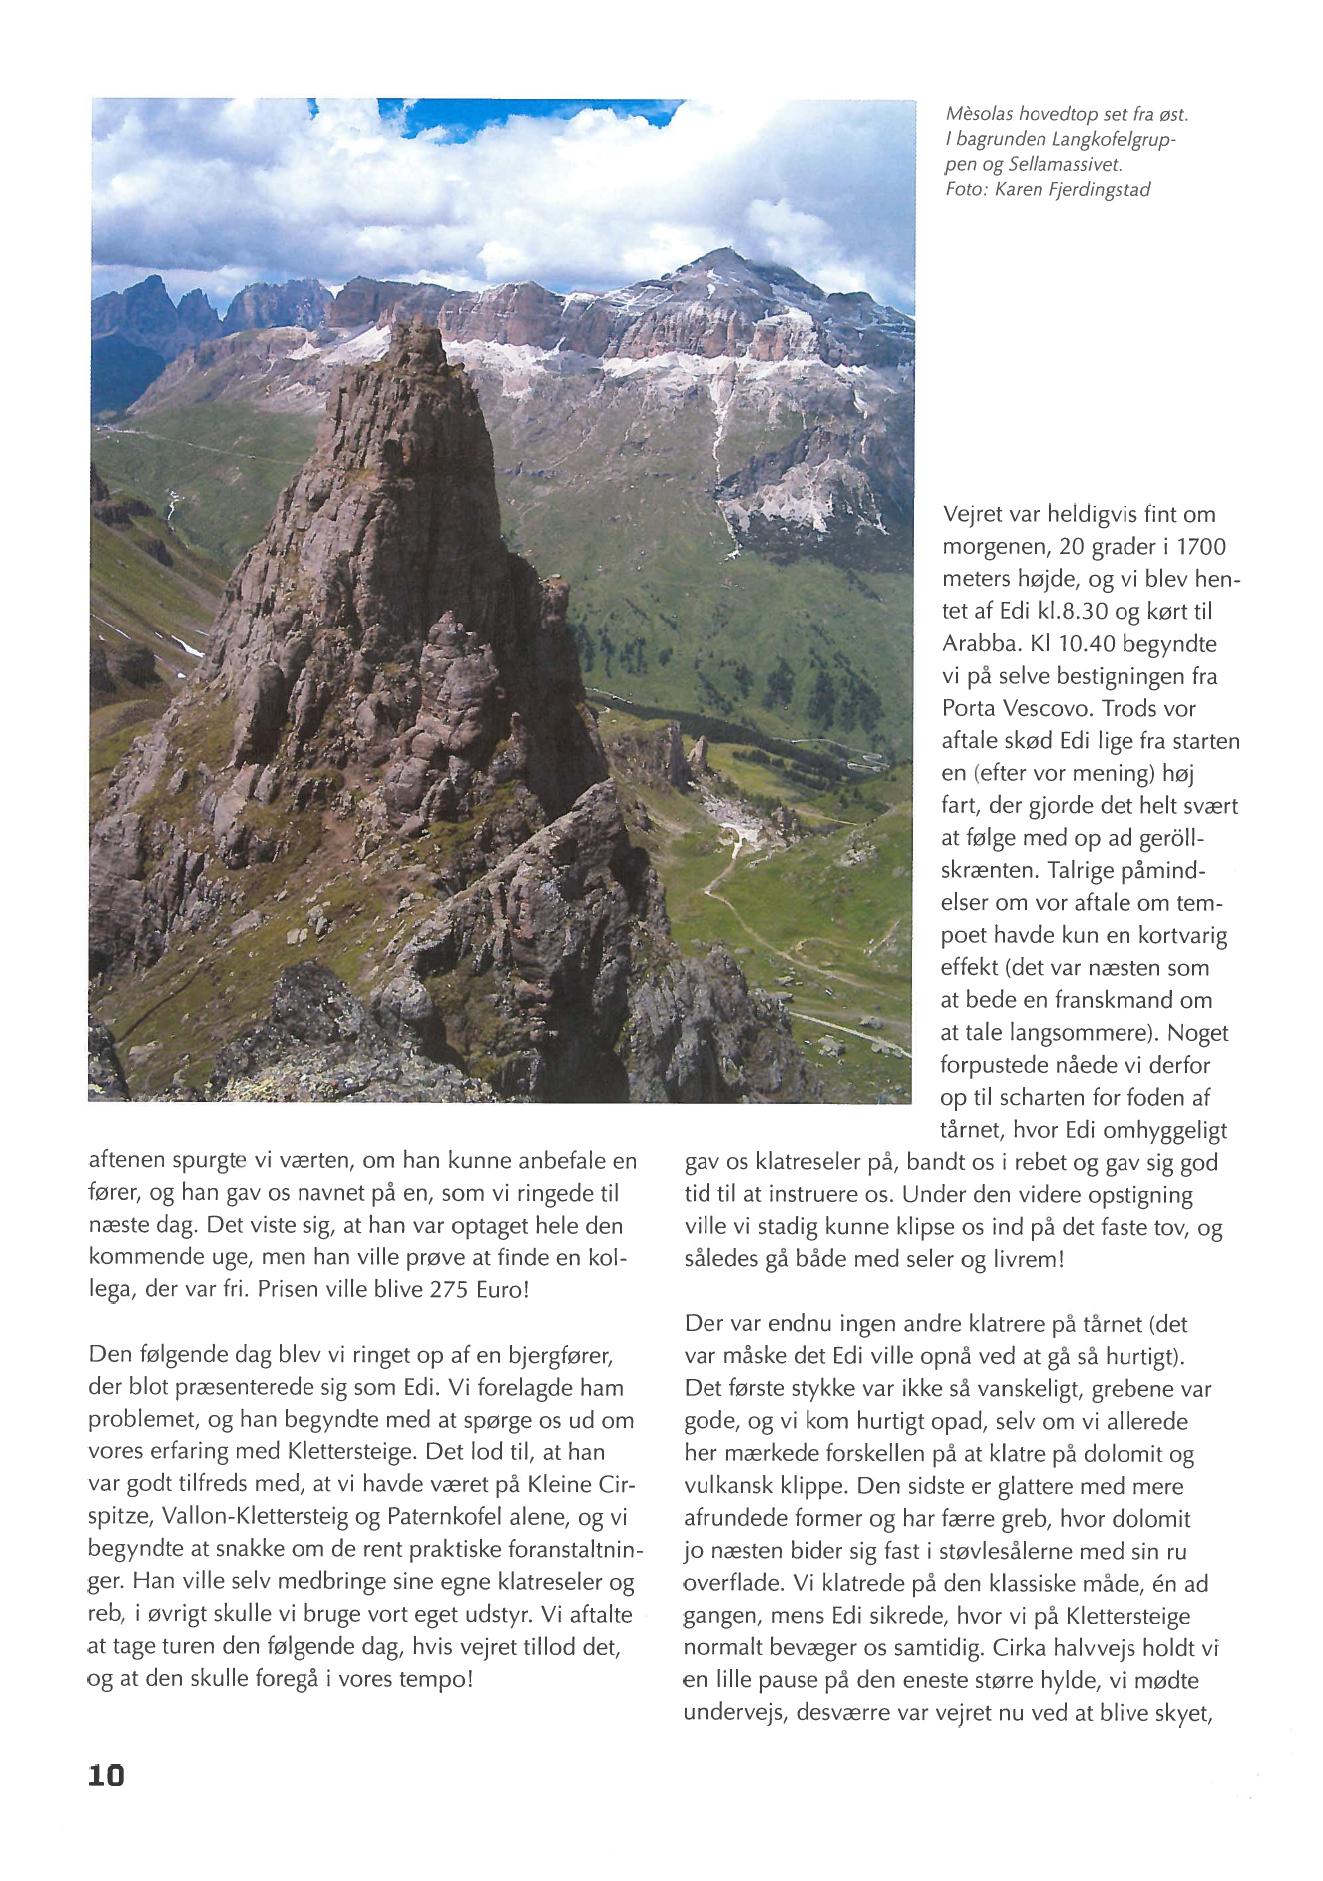 Mèsolas hovedtop set fra øst.
I bagrunden Langkofelgrup-
pen og Sellamassivet.
Foto: Karen Fjerdingstad
aftenen spurgte vi værten, om han kunne anbefale en
fører, og han gav os navnet på en, som vi ringede til
næste dag. Det viste sig, at han var optaget hele den
kommende uge, men han ville prøve at finde en kol-
lega, der var fri. Prisen ville blive 275 Euro!
Den følgende dag blev vi ringet op af en bjergfører,
der blot præsenterede sig som Edi. Vi forelagde ham
problemet, og han begyndte med at spørge os ud om
vores erfaring med Klettersteige. Det lod til, at han
var godt tilfreds med, at vi havde været på Kleine Cir-
spitze, Vallon-Klettersteig og Paternkofel alene, og vi
begyndte at snakke om de rent praktiske foranstaltnin-
ger. Han ville selv medbringe sine egne klatreseler og
reb, i øvrigt skulle vi bruge vort eget udstyr. Vi aftalte
at tage turen den følgende dag, hvis vejret tillod det,
og at den skulle foregå i vores tempo!
Vejret var heldigvis fint om
morgenen, 20 grader i 1700
meters højde, og vi blev hen-
tet af Edi kl.8.30 og kørt til
Arabba. Kl 10.40 begyndte
vi på selve bestigningen fra
Porta Vescovo. Trods vor
aftale skød Edi lige fra starten
en (efter vor mening) høj
fart, der gjorde det helt svært
at følge med op ad geröll-
skrænten. Talrige påmind-
elser om vor aftale om tem-
poet havde kun en kortvarig
effekt (det var næsten som
at bede en franskmand om
at tale langsommere). Noget
forpustede nåede vi derfor
op til scharten for foden af
tårnet, hvor Edi omhyggeligt
gav os klatreseler på, bandt os i rebet og gav sig god
tid til at instruere os. Under den videre opstigning
ville vi stadig kunne klipse os ind på det faste tov, og
således gå både med seler og livrem!
Der var endnu ingen andre klatrere på tårnet (det
var måske det Edi ville opnå ved at gå så hurtigt).
Det første stykke var ikke så vanskeligt, grebene var
gode, og vi kom hurtigt opad, selv om vi allerede
her mærkede forskellen på at klatre på dolomit og
vulkansk klippe. Den sidste er glattere med mere
afrundede former og har færre greb, hvor dolomit
jo næsten bider sig fast i støvlesålerne med sin ru
overflade. Vi klatrede på den klassiske måde, én ad
gangen, mens Edi sikrede, hvor vi på Klettersteige
normalt bevæger os samtidig. Cirka halvvejs holdt vi
en lille pause på den eneste større hylde, vi mødte
undervejs, desværre var vejret nu ved at blive skyet,
10